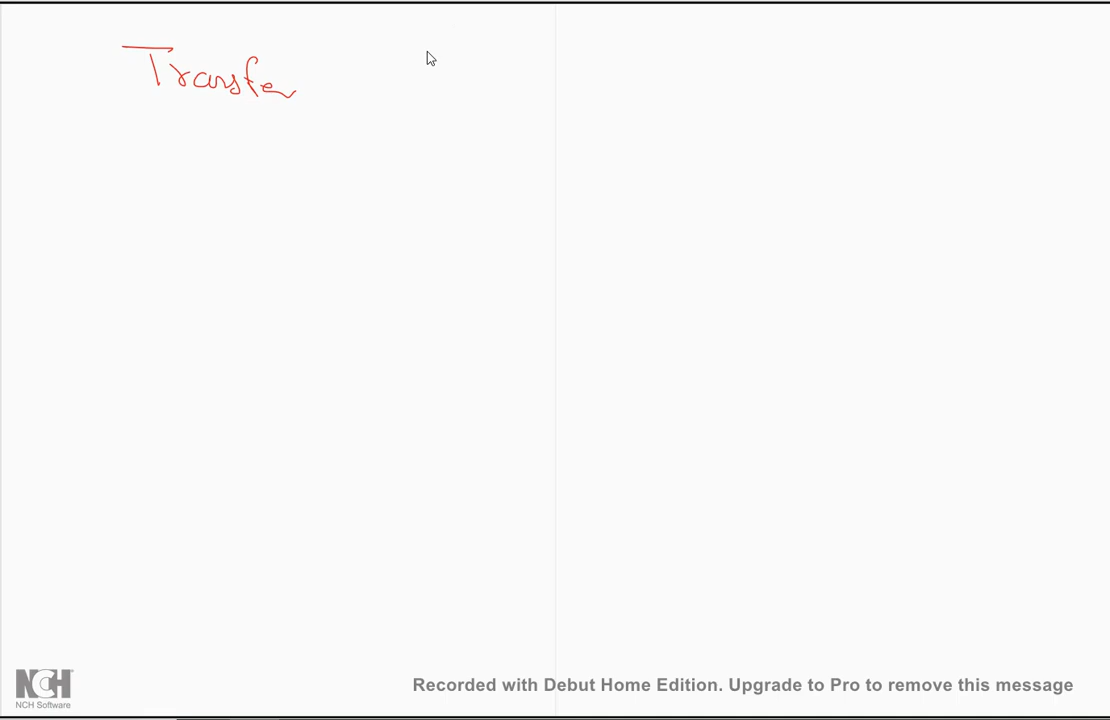 Transfer
NCH
NCH Software
Recorded with Debut Home Edition. Upgrade to Pro to remove this message